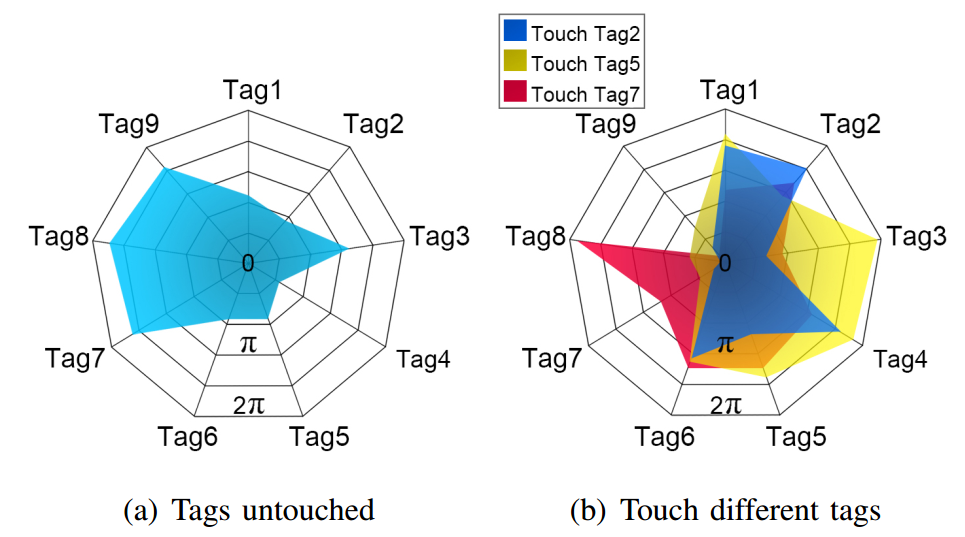 Touch Tag2
Touch Tag5
Touch Tag7
Tag1
Tag2
Tag3
Tag4
Tag5
Tag6
Tag7
Tag8
Tag9
0
π
2π
Tag1
Tag2
Tag3
Tag4
Tag5
Tag6
Tag7
Tag8
Tag9
0
π
2π
(a) Tags untouched
(b) Touch different tags